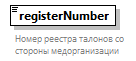 registerNumber
Номер реестра талонов со
стороны медорганизации